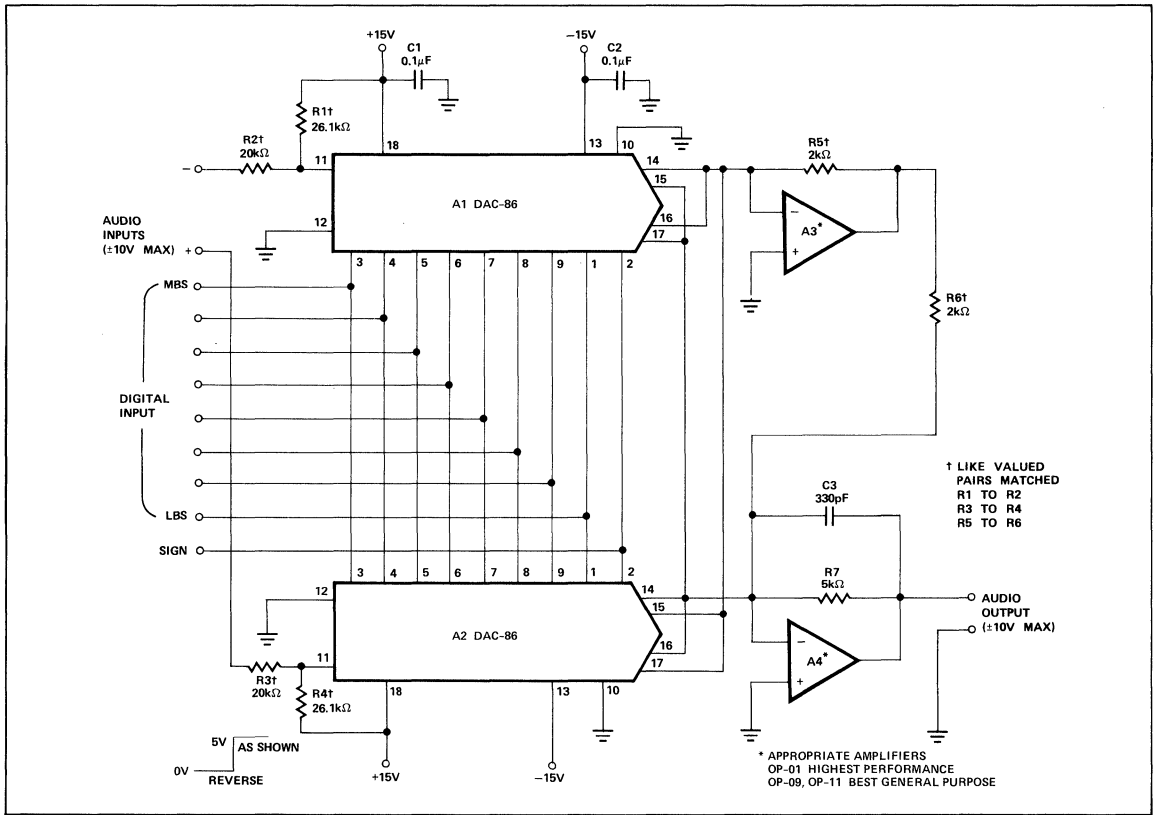 +15V
C1
0.1µF
−15V
C2
0.1µF
R1†
26.1kΩ
R2†
20kΩ
−
11
18
13
10
14
15
16
17
A1 DAC-86
12
R5†
2kΩ
−
A3*
+
AUDIO
INPUTS
(±10V MAX)
+
3 4 5 6 7 8 9 1 2
MBS
R6†
2kΩ
DIGITAL
INPUT
LBS
SIGN
† LIKE VALUED
PAIRS MATCHED
R1 TO R2
R3 TO R4
R5 TO R6
C3
330pF
3 4 5 6 7 8 9 1 2
12
14
15
16
17
A2 DAC-86
R7
5kΩ
AUDIO
OUTPUT
(±10V MAX)
−
A4*
+
11
R3†
20kΩ
R4†
26.1kΩ
18
13
10
5V
AS SHOWN
0V
REVERSE
+15V
−15V
* APPROPRIATE AMPLIFIERS
OP-01 HIGHEST PERFORMANCE
OP-09, OP-11 BEST GENERAL PURPOSE